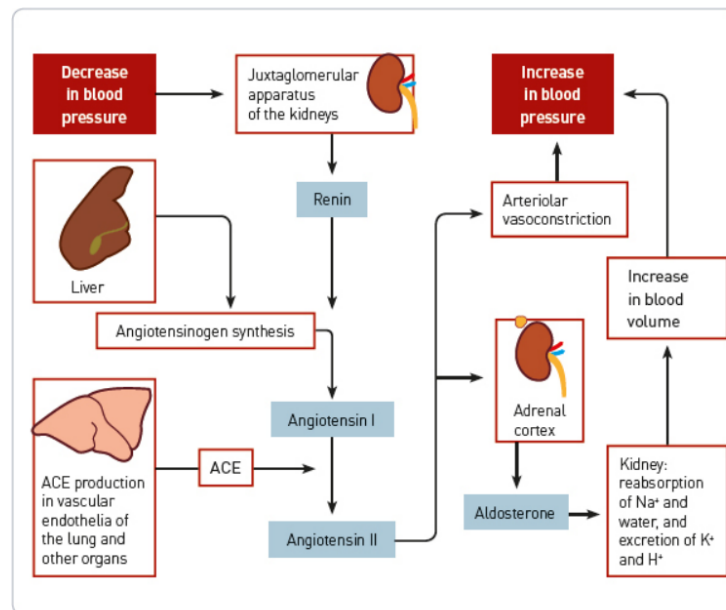 Decrease
in blood
pressure
Juxtaglomerular
apparatus
of the kidneys
Increase
in blood
pressure
Renin
Arteriolar
vasoconstriction
Liver
Increase
in blood
volume
Angiotensinogen synthesis
Angiotensin I
Adrenal
cortex
ACE
ACE production
in vascular
endothelia of
the lung and
other organs
Kidney:
reabsorption
of Na⁺ and
water, and
excretion of K⁺
and H⁺
Aldosterone
Angiotensin II